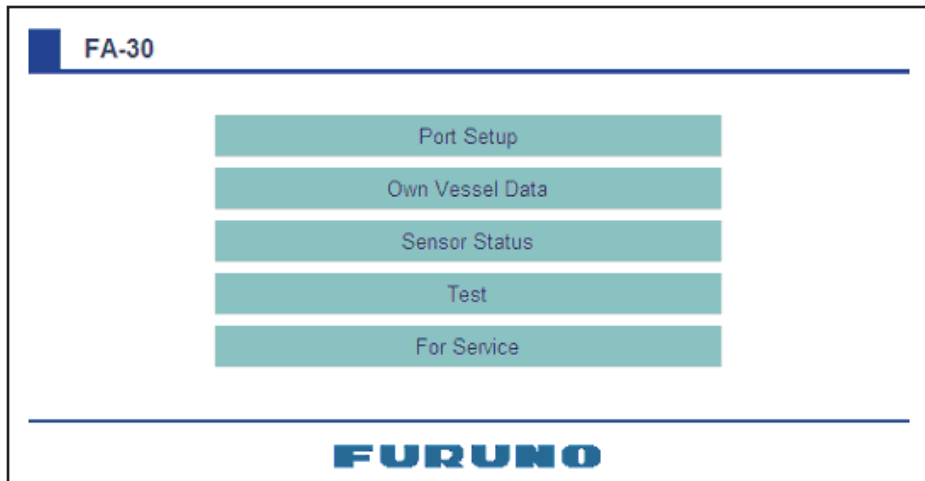 FA-30
Port Setup
Own Vessel Data
Sensor Status
Test
For Service
FURUNO